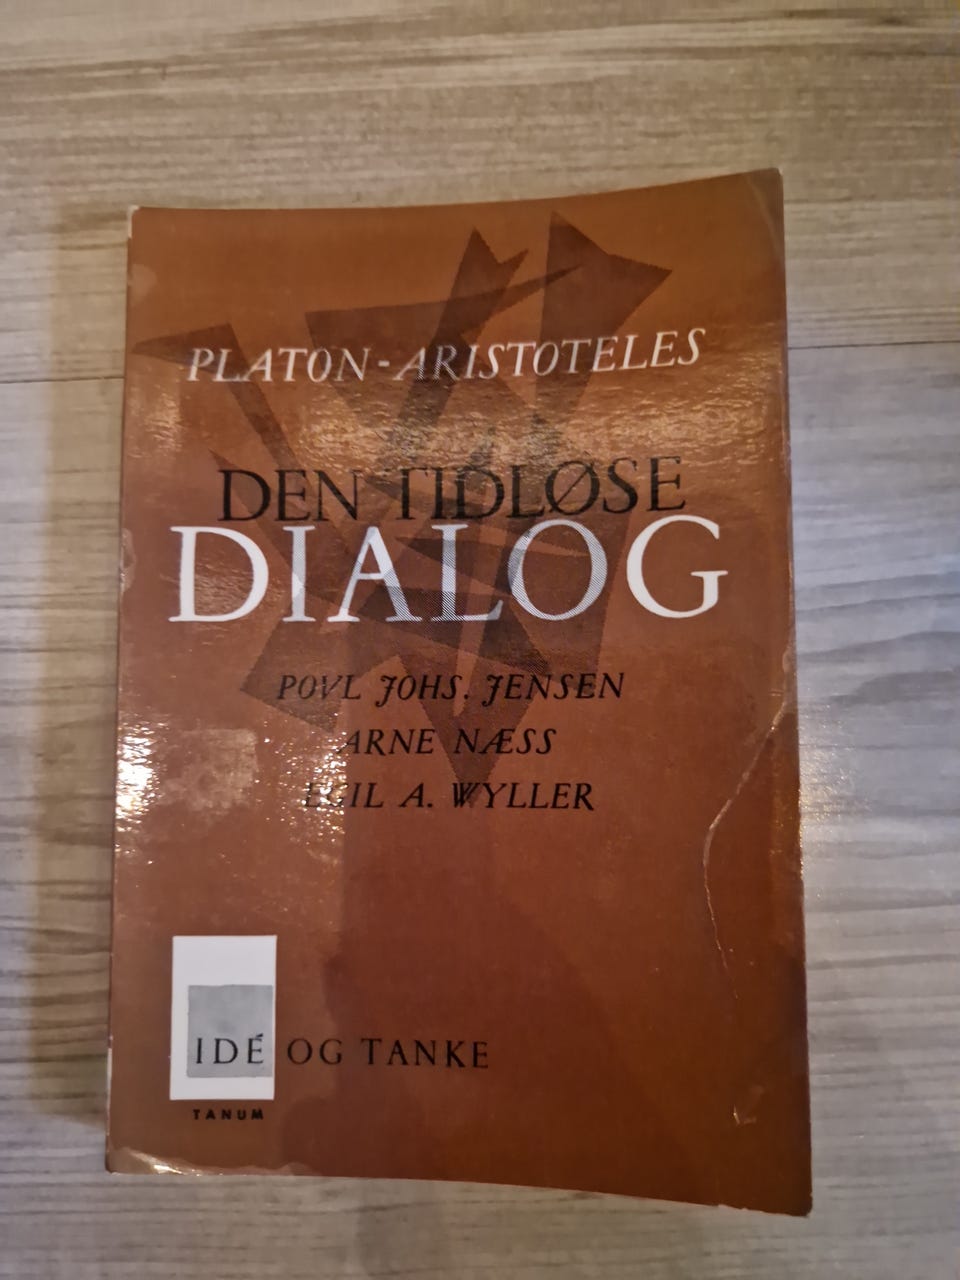 PLATON-ARISTOTELES
DEN TIDLØSE
DIALOG
POVL JOHS. JENSEN
ARNE NÆSS
EGIL A. WYLLER
IDÉ OG TANKE
TANUM